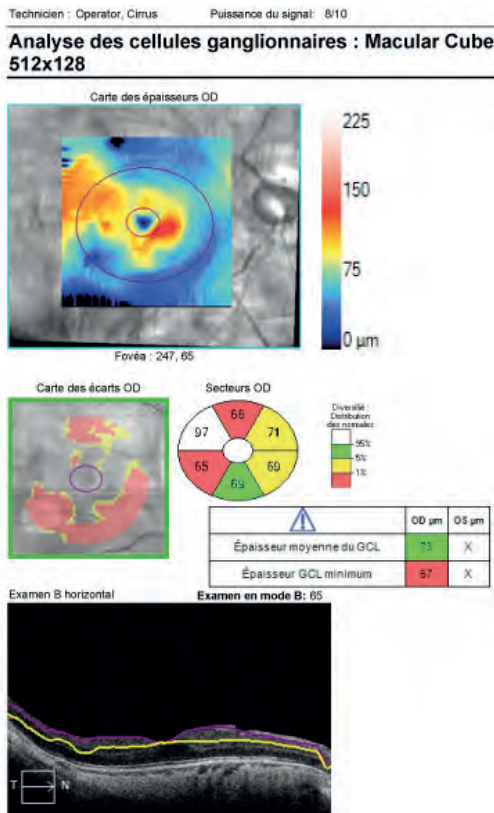 Technicien : Operator, Cirrus Puissance du signal: 8/10
Analyse des cellules ganglionnaires : Macular Cube
512x128
Carte des épaisseurs OD
225
150
75
0 µm
Fovéa : 247, 65
Carte des écarts OD
Secteurs OD
66
97
71
65
69
69
Diversifié :
Distribution
des normales
95%
5%
1%
OD µm OS µm
Épaisseur moyenne du GCL 73 X
Épaisseur GCL minimum 57 X
Examen B horizontal Examen en mode B: 65
T N